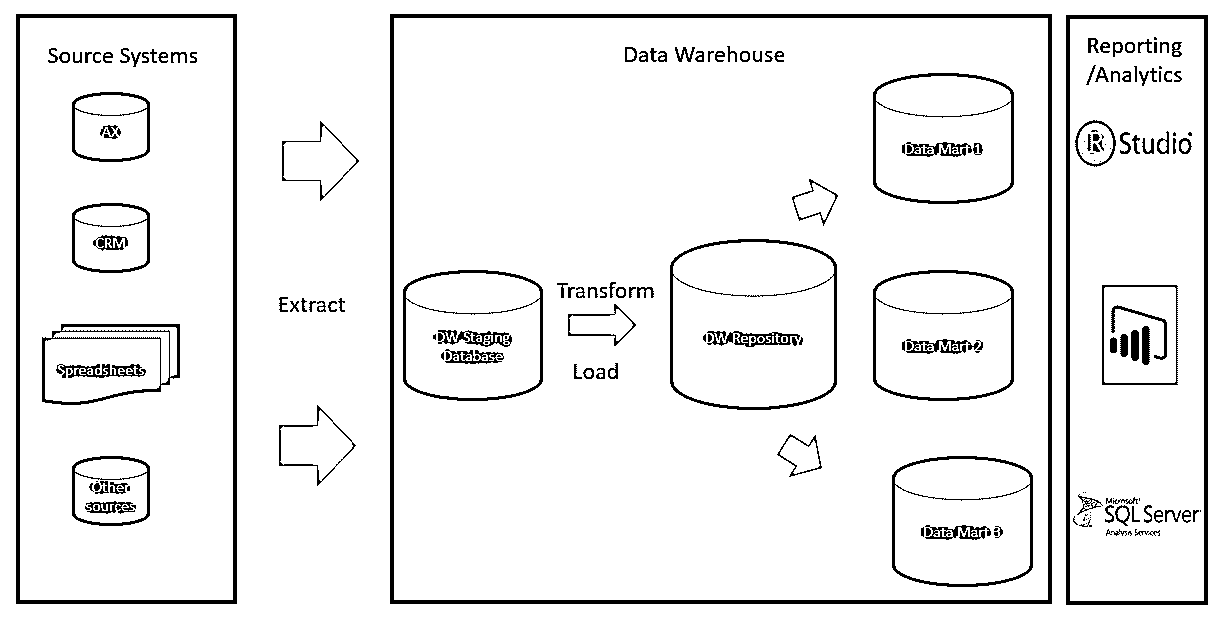 Source Systems
AX
CRM
Spreadsheets
Other
sources
Extract
Data Warehouse
DW Staging
Database
Transform
Load
DW Repository
Data Mart 1
Data Mart 2
Data Mart 3
Reporting
/Analytics
R Studio
Microsoft
SQL Server
Analysis Services